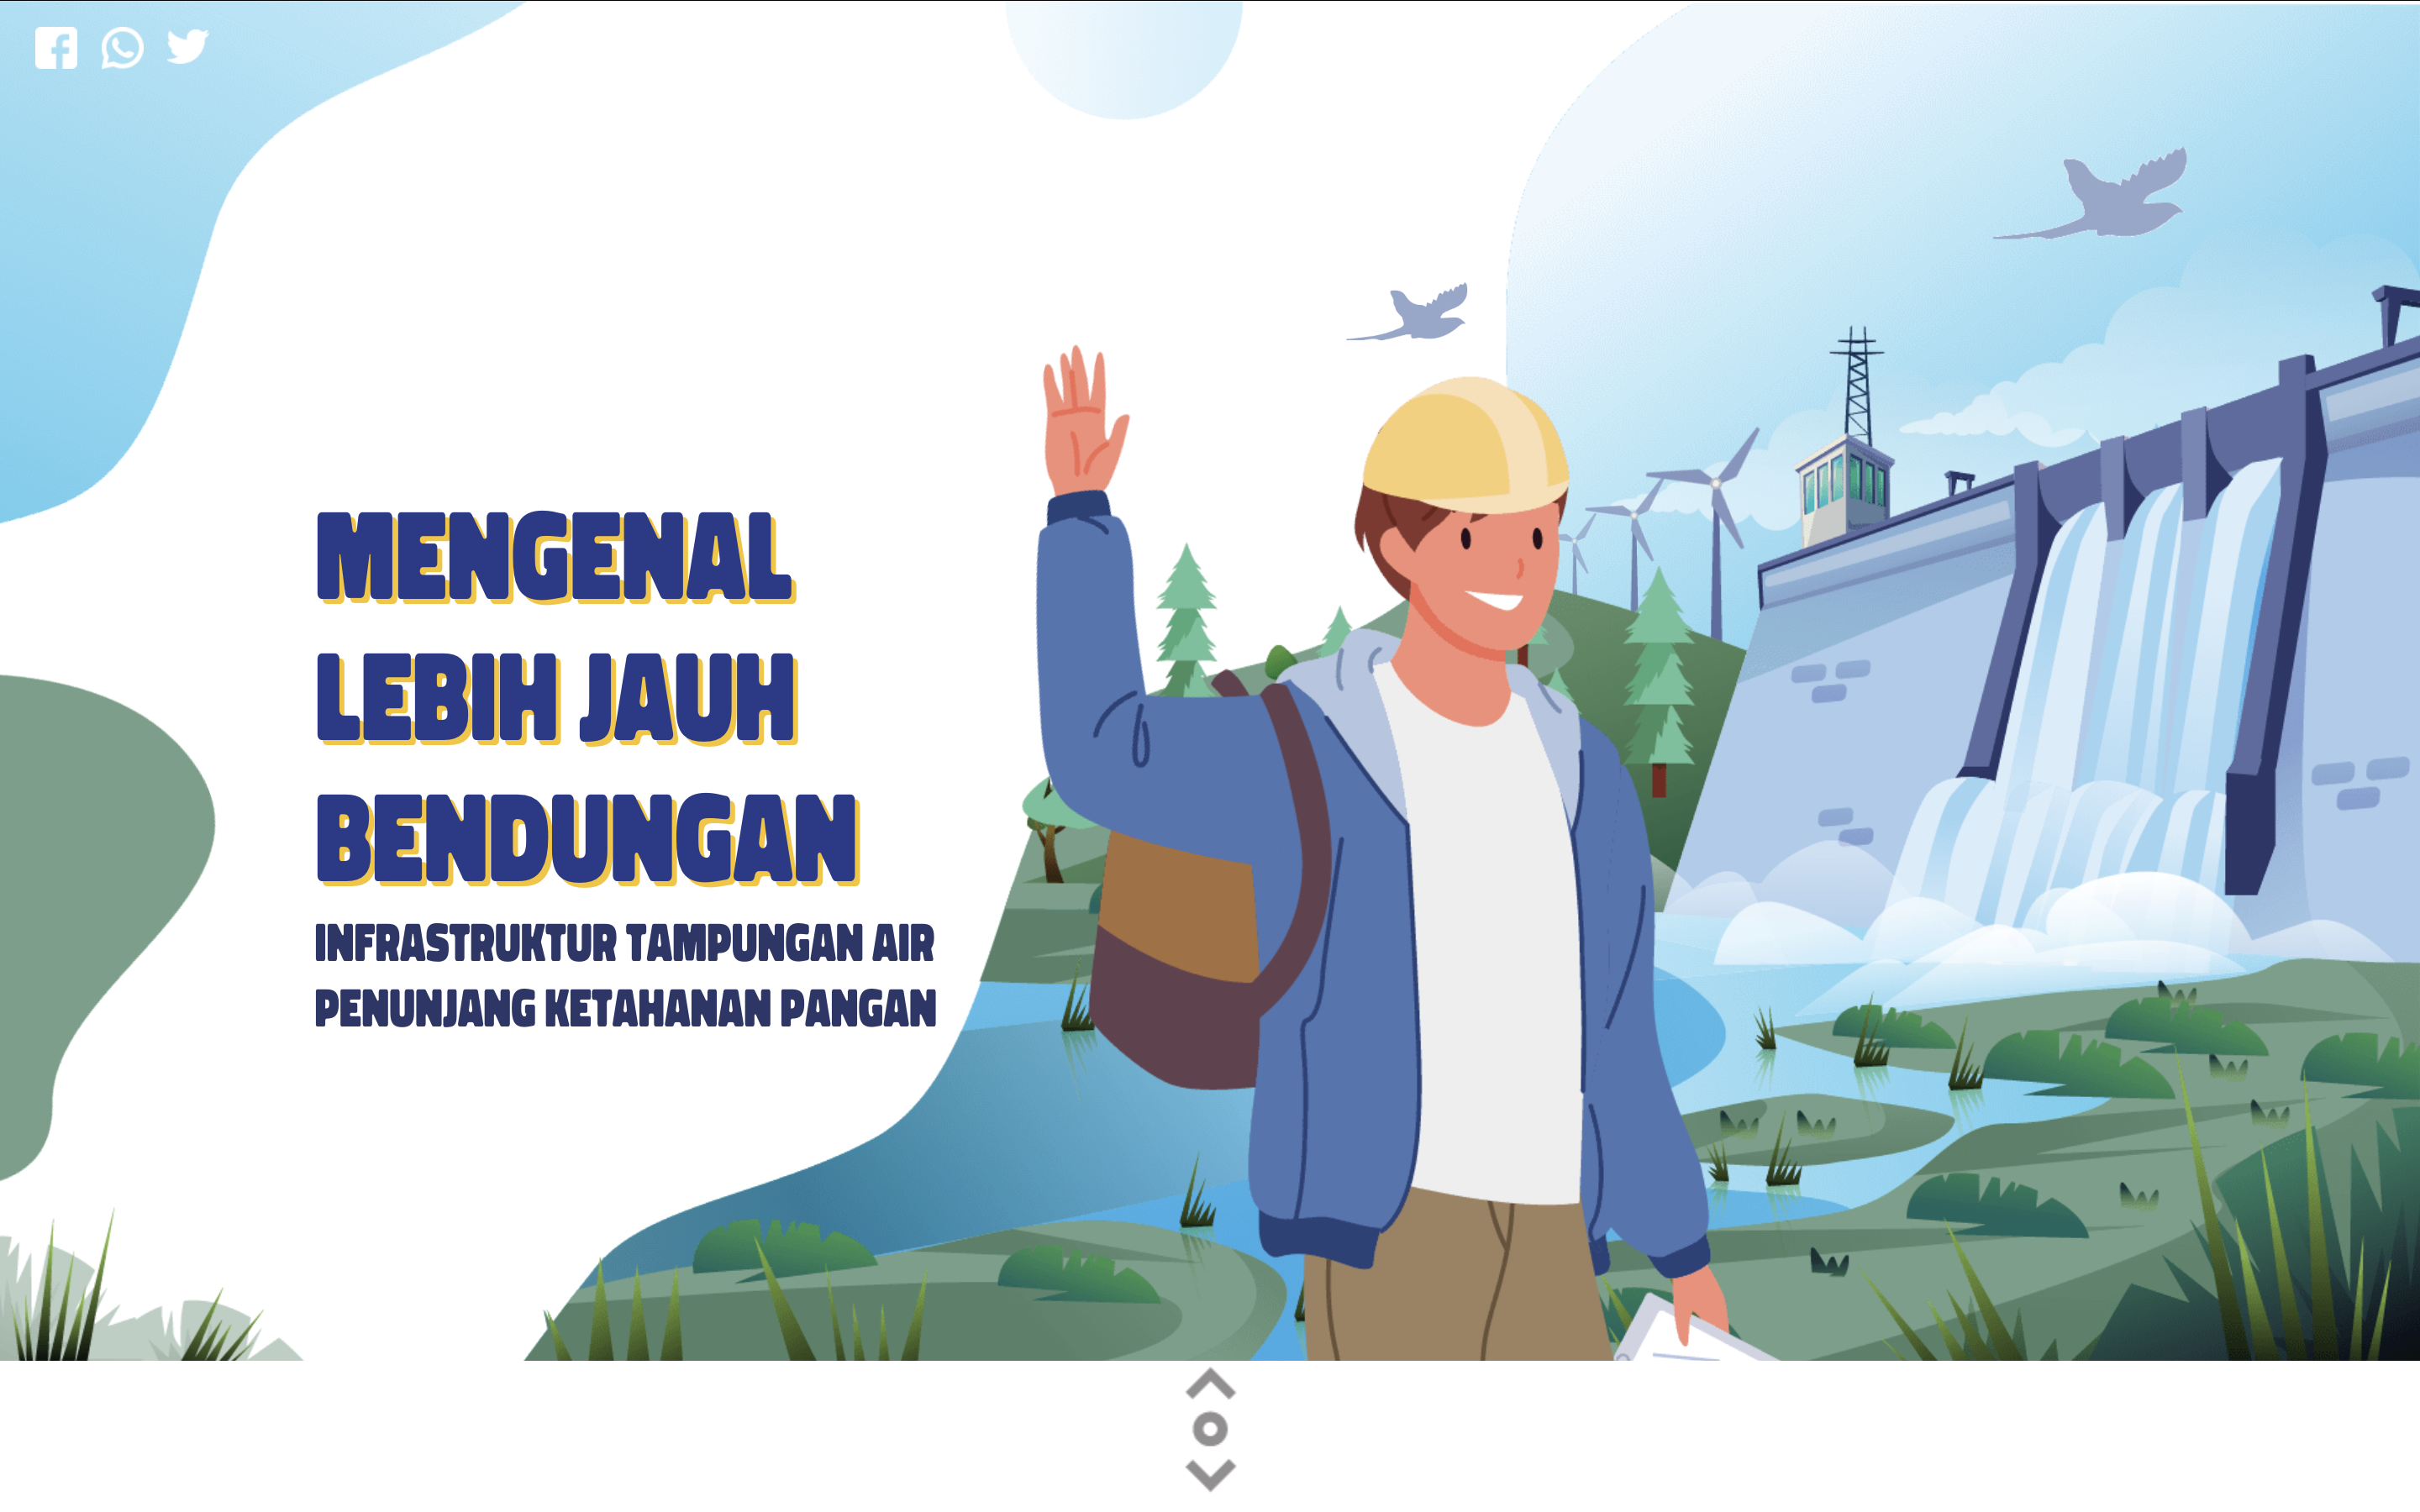 MENGENAL
LEBIH JAUH
BENDUNGAN
INFRASTRUKTUR TAMPUNGAN AIR
PENUNJANG KETAHANAN PANGAN